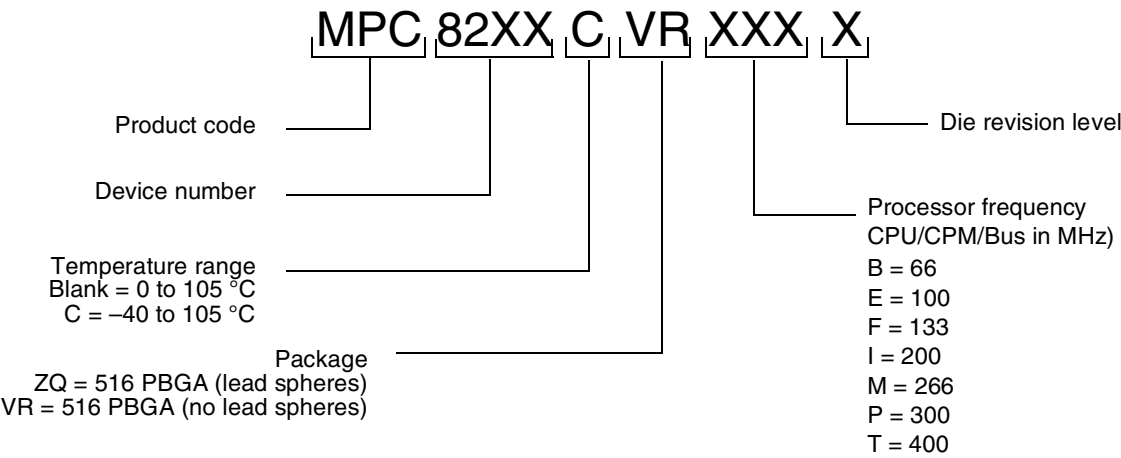 MPC 82XX C VR XXX X
Product code
Die revision level
Device number
Processor frequency
CPU/CPM/Bus in MHz)
B = 66
E = 100
F = 133
I = 200
M = 266
P = 300
T = 400
Temperature range
Blank = 0 to 105 °C
C = –40 to 105 °C
Package
ZQ = 516 PBGA (lead spheres)
VR = 516 PBGA (no lead spheres)